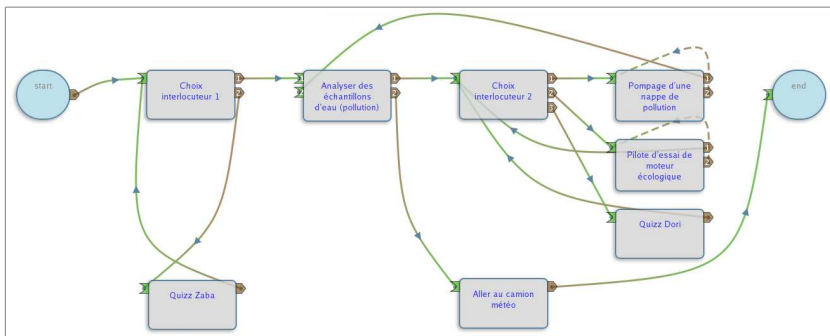 start
Choix
interlocuteur 1
1
2
Analyser des
échantillons
d'eau (pollution)
1
2
Choix
interlocuteur 2
1
2
3
Pompage d'une
nappe de
pollution
1
2
end
Pilote d'essai de
moteur
écologique
1
2
Quizz Dori
Quizz Zaba
Aller au camion
météo